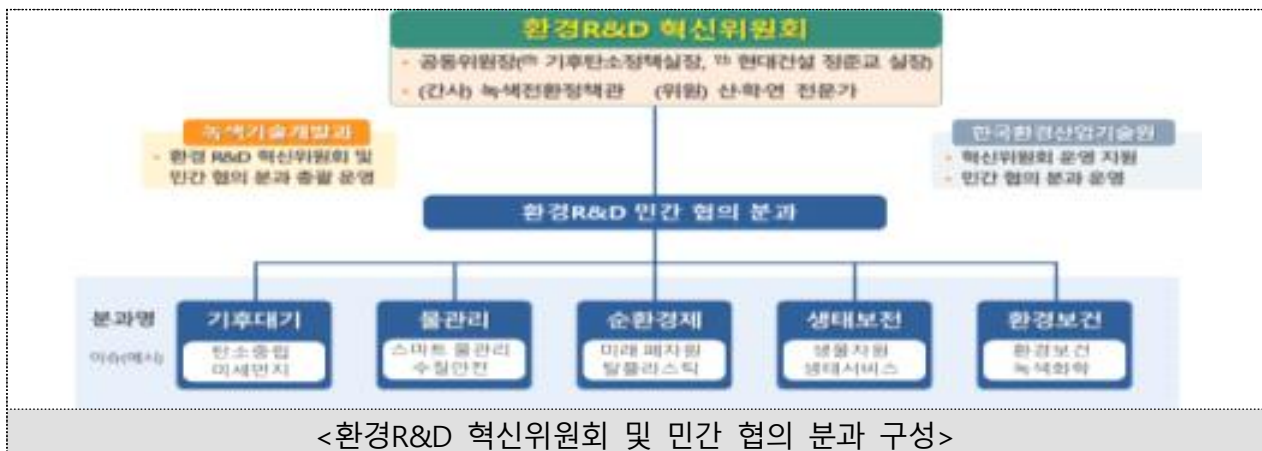 환경R&D 혁신위원회
- 공동위원장( 기후탄소정책실장, 현대건설 정준교 실장)
- (간사) 녹색전환정책관 (위원) 산·학·연 전문가
녹색기술개발과
- 환경 R&D 혁신위원회 및
민간 협의 분과 총괄 운영
한국환경산업기술원
- 혁신위원회 운영 지원
- 민간 협의 분과 운영
환경R&D 민간 협의 분과
분과명
기후대기
물관리
순환경제
생태보전
환경보건
이슈(예시)
탄소중립
미세먼지
스마트 물관리
수질안전
미래 폐자원
탈플라스틱
생물자원
생태서비스
환경보건
녹색화학
<환경R&D 혁신위원회 및 민간 협의 분과 구성>